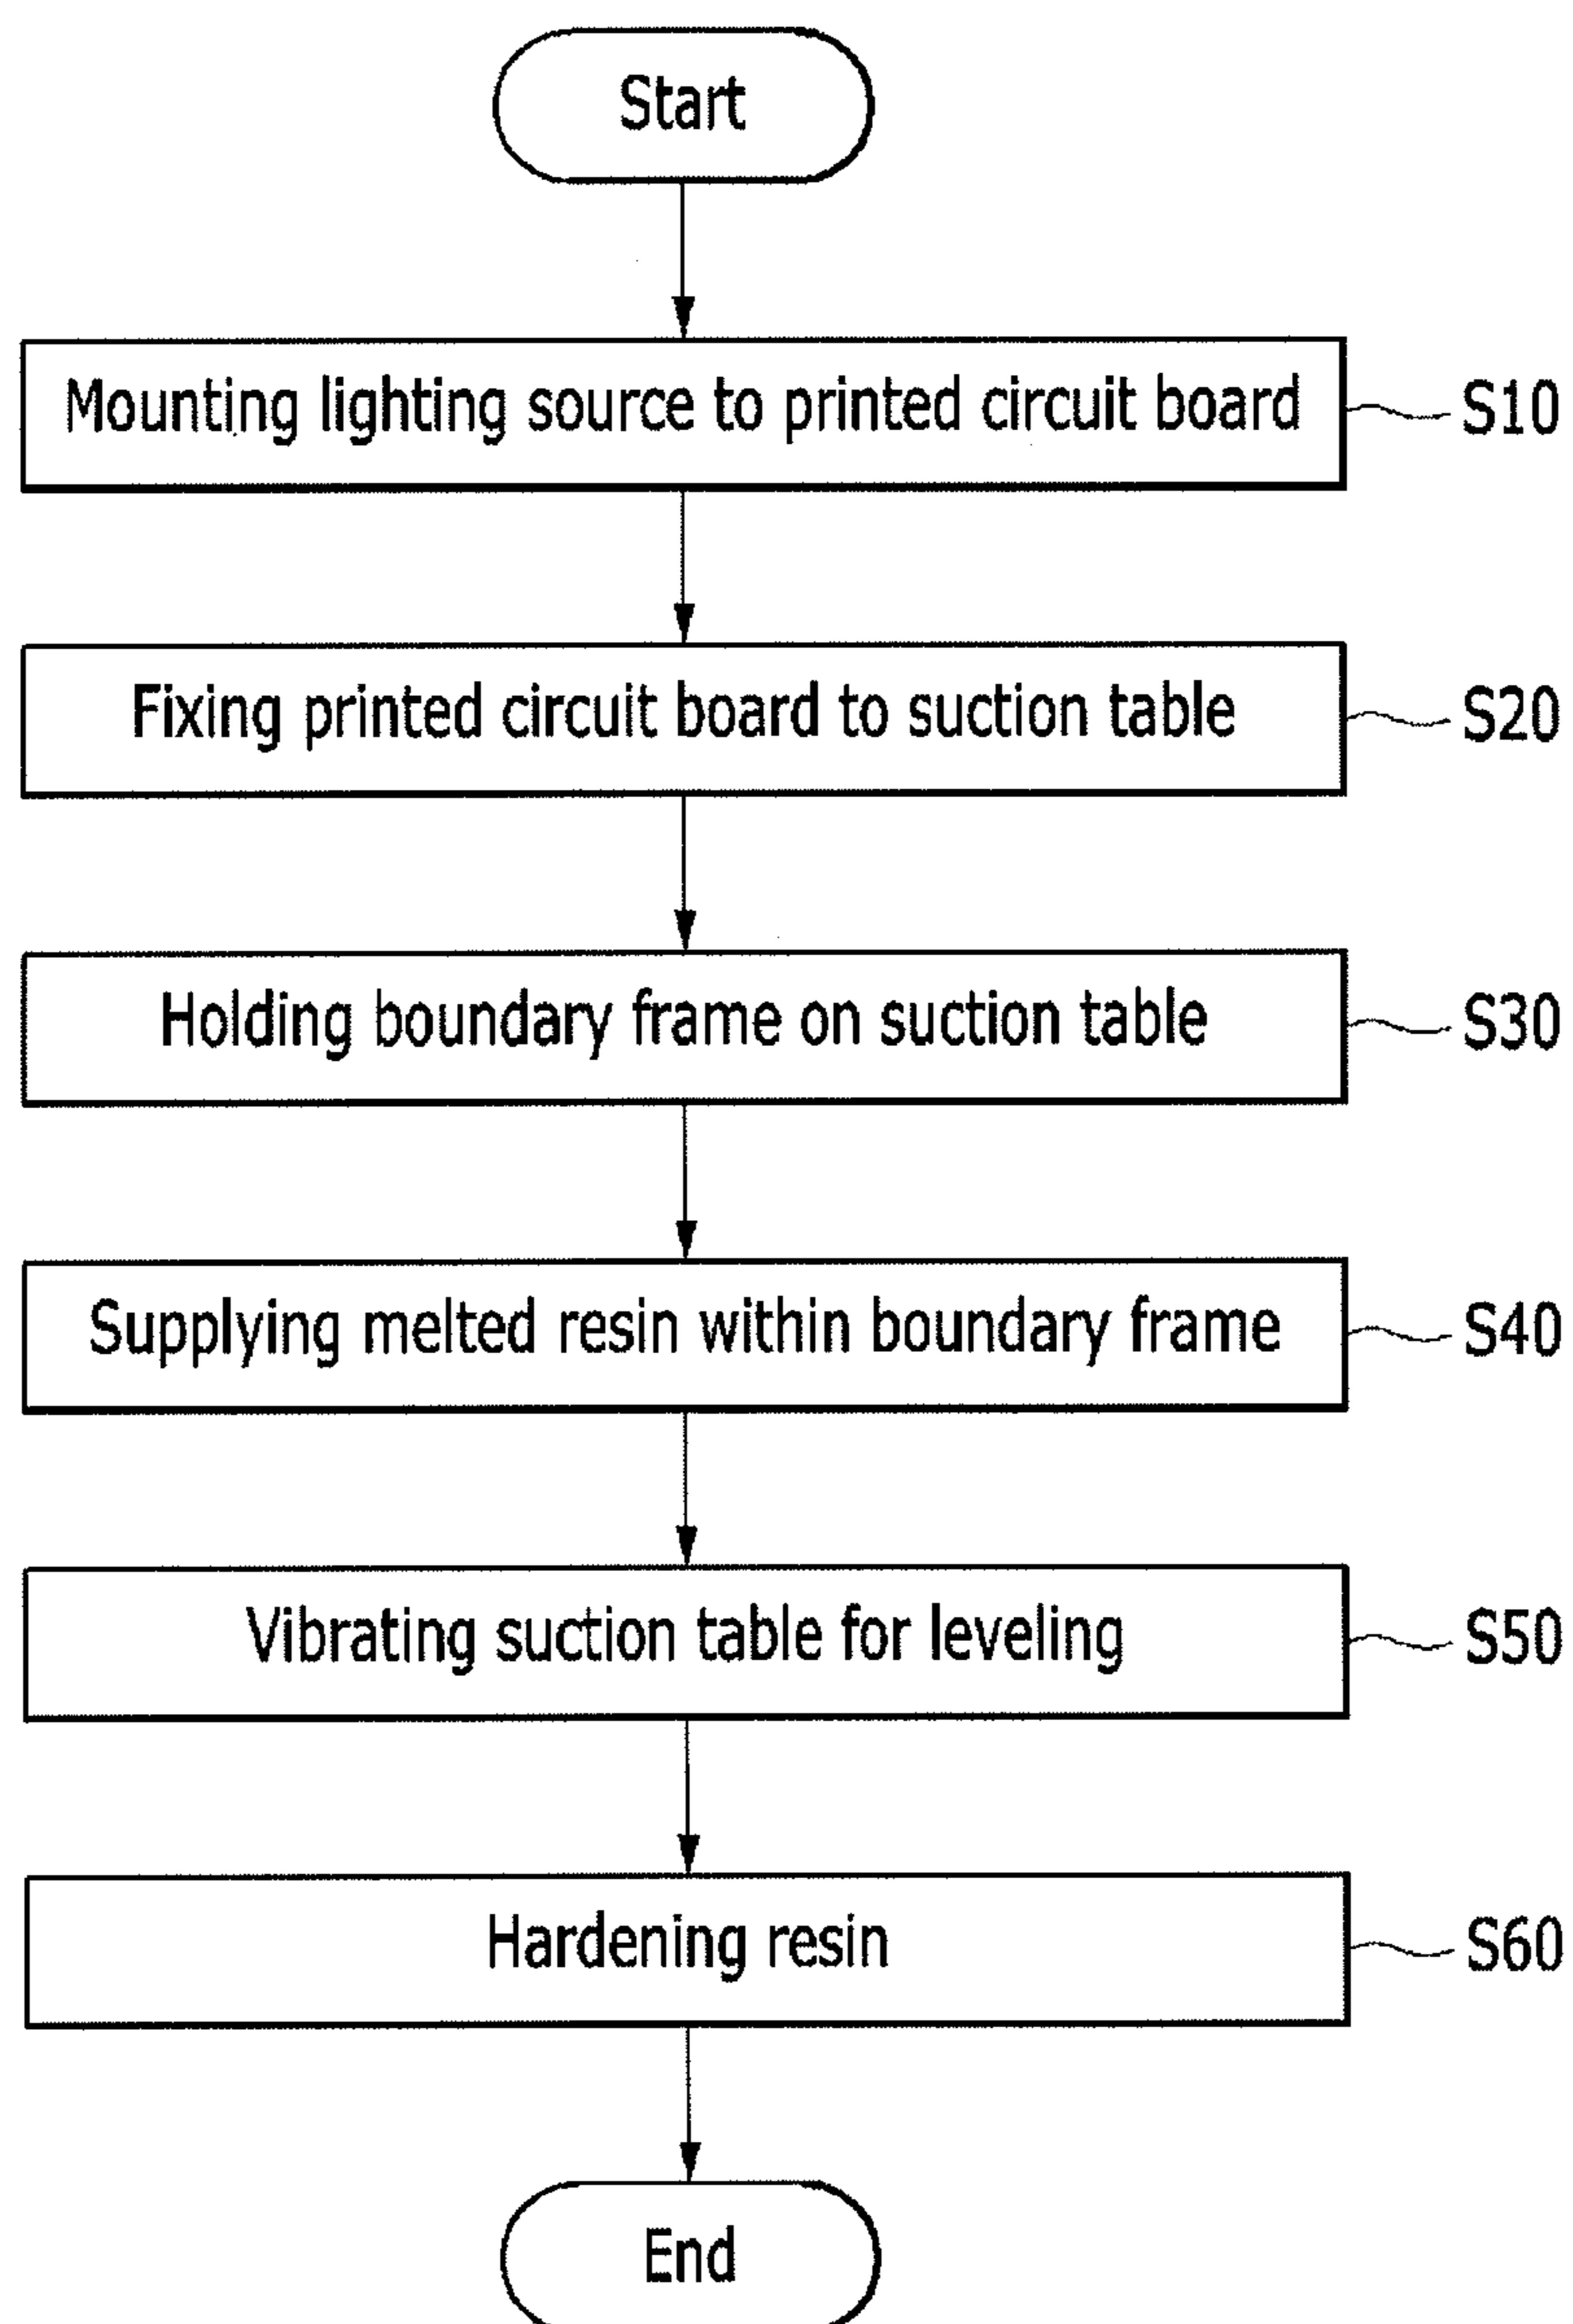 Start
Mounting lighting source to printed circuit board
S10
Fixing printed circuit board to suction table
S20
Holding boundary frame on suction table
S30
Supplying melted resin within boundary frame
S40
Vibrating suction table for leveling
S50
Hardening resin
S60
End